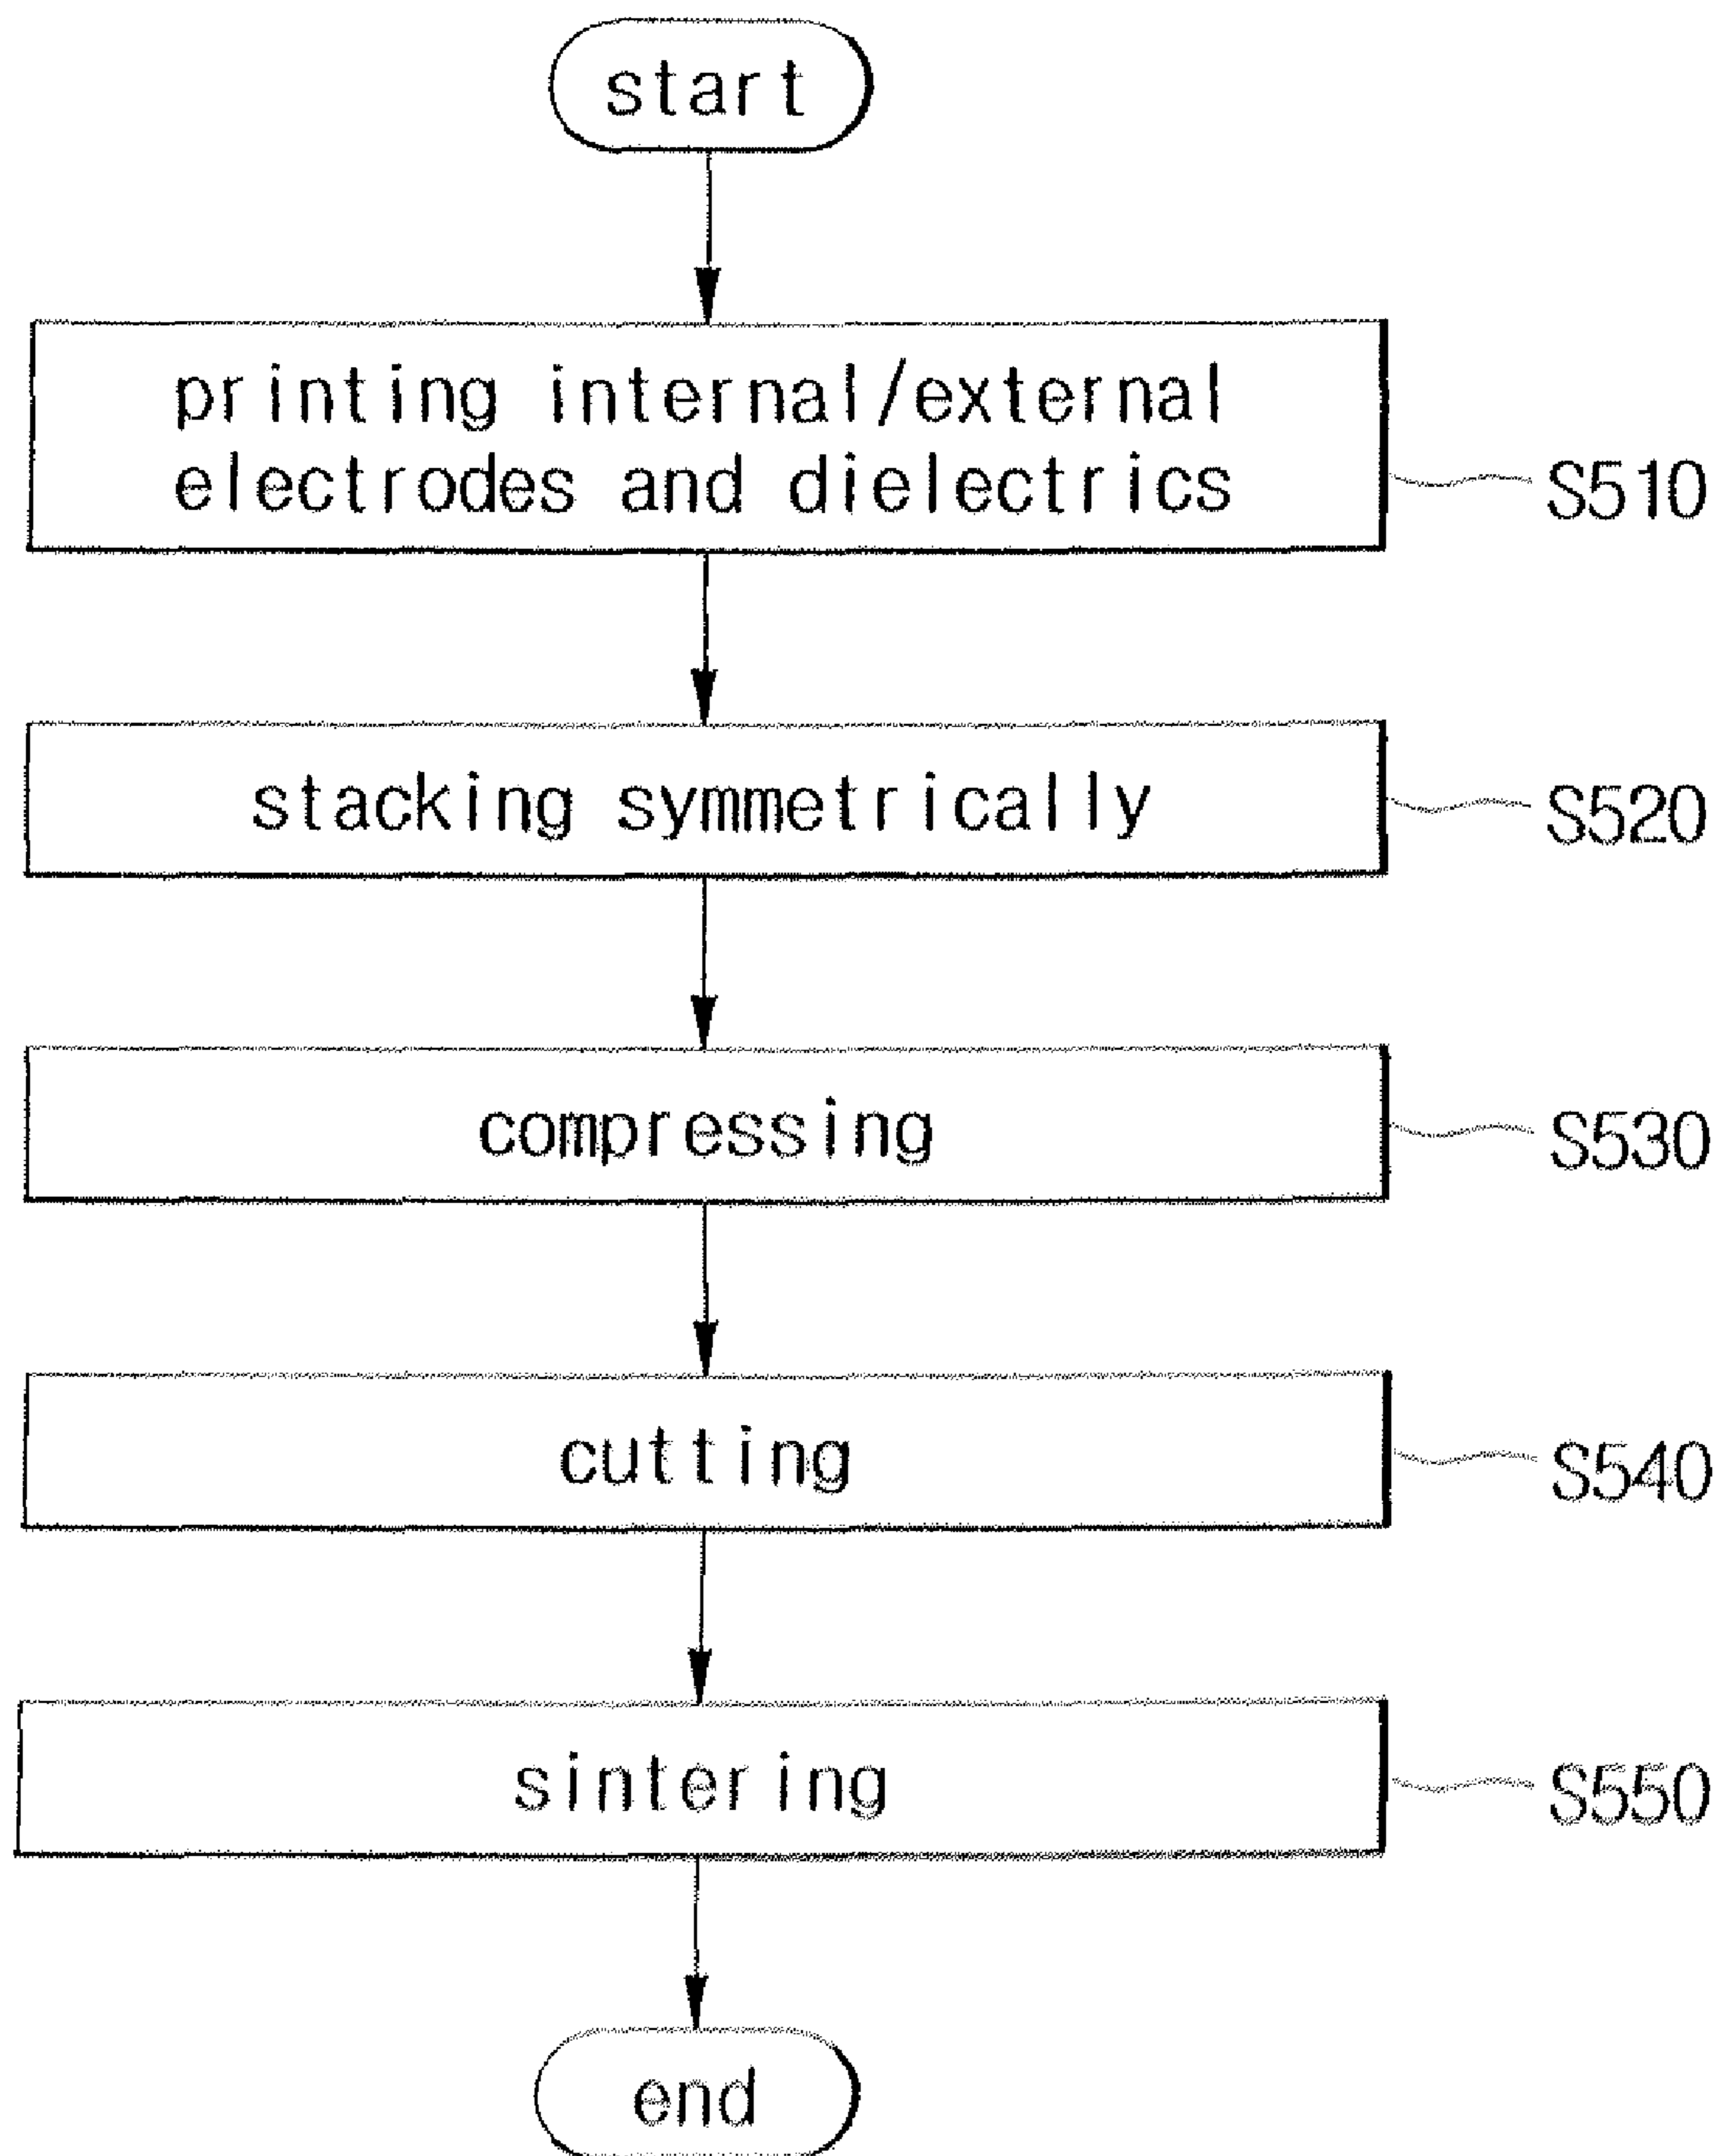 start
printing internal/external
electrodes and dielectrics
S510
stacking symmetrically
S520
compressing
S530
cutting
S540
sintering
S550
end